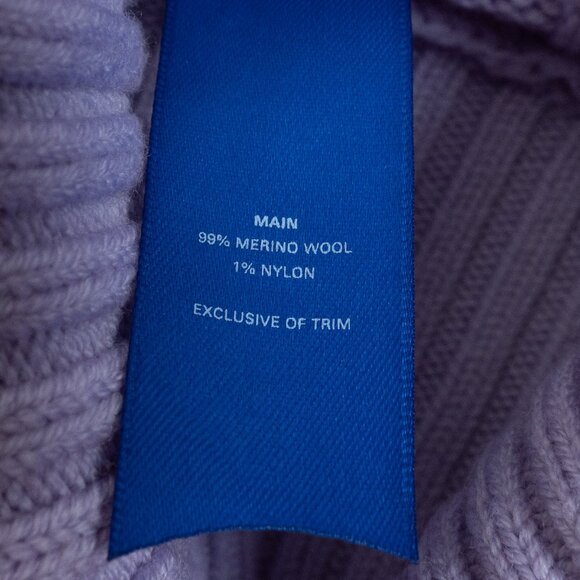 MAIN
99% MERINO WOOL
1% NYLON
EXCLUSIVE OF TRIM